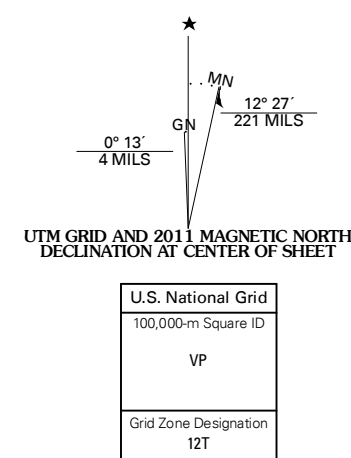 MN
12° 27´
221 MILS
GN
0° 13´
4 MILS
UTM GRID AND 2011 MAGNETIC NORTH
DECLINATION AT CENTER OF SHEET
U.S. National Grid
100,000-m Square ID
VP
Grid Zone Designation
12T